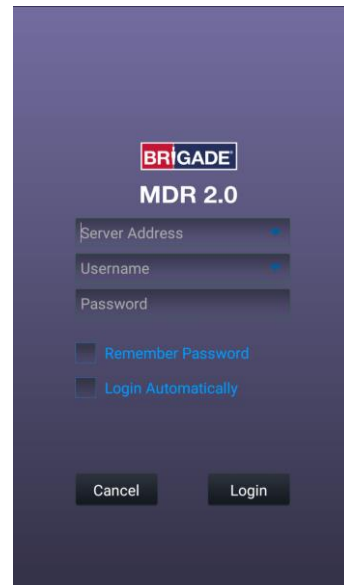 BRIGADE
MDR 2.0
Server Address
Username
Password
Remember Password
Login Automatically
Cancel Login